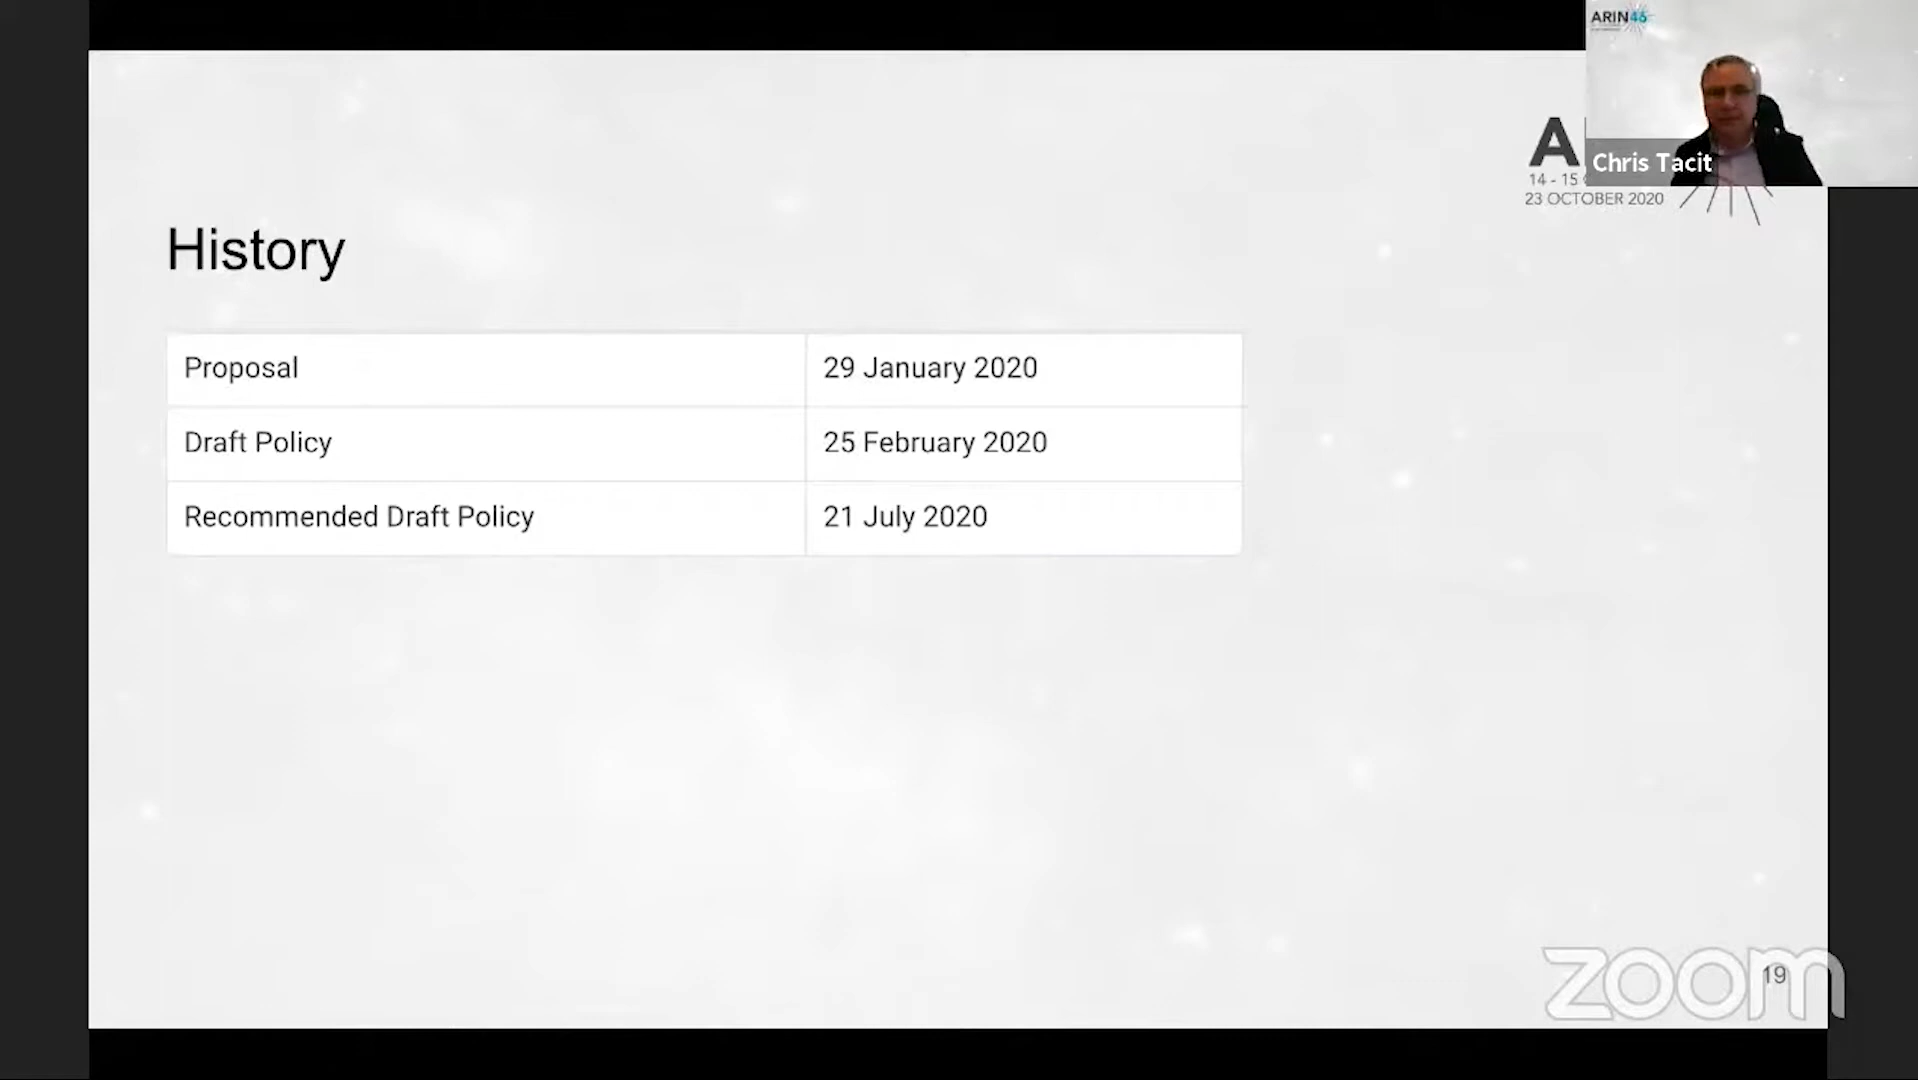 ARIN46
A
Chris Tacit
14 - 15
23 OCTOBER 2020
History
Proposal 29 January 2020
Draft Policy 25 February 2020
Recommended Draft Policy 21 July 2020
19
zoom